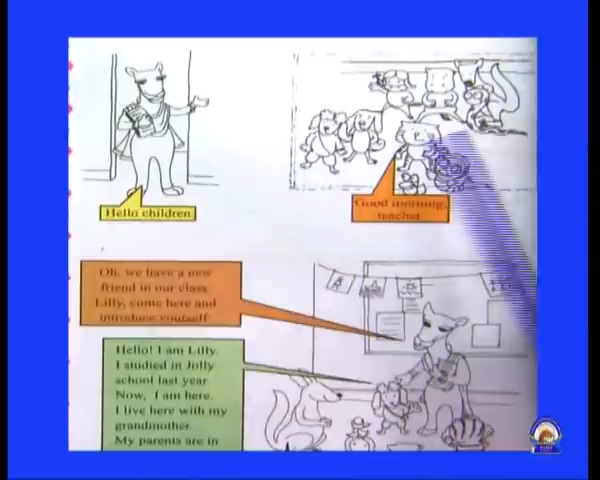 Hello children.
Good morning,
teacher
Oh, we have a new
friend in our class
Lilly, come here and
introduce yourself
Hello! I am Lilly.
I studied in Jolly
school last year
Now, I am here.
I live here with my
grandmother.
My parents are in